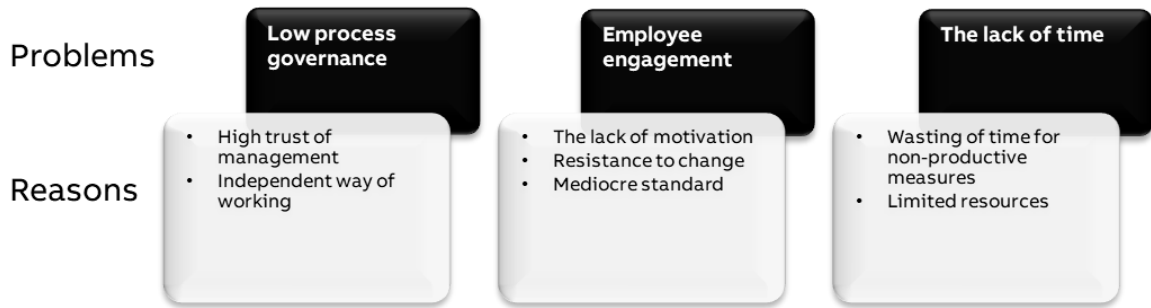 Problems
Low process
governance
Employee
engagement
The lack of time
Reasons
• High trust of
management
• Independent way of
working
• The lack of motivation
• Resistance to change
• Mediocre standard
• Wasting of time for
non-productive
measures
• Limited resources